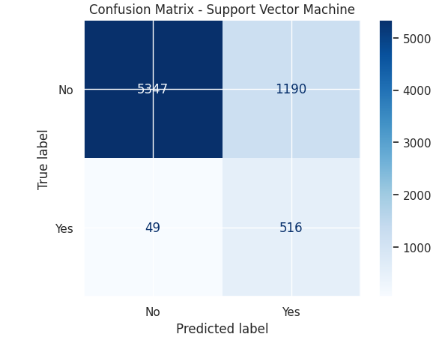 Confusion Matrix - Support Vector Machine
No
5347
1190
Yes
49
516
No
Yes
True label
Predicted label
5000
4000
3000
2000
1000